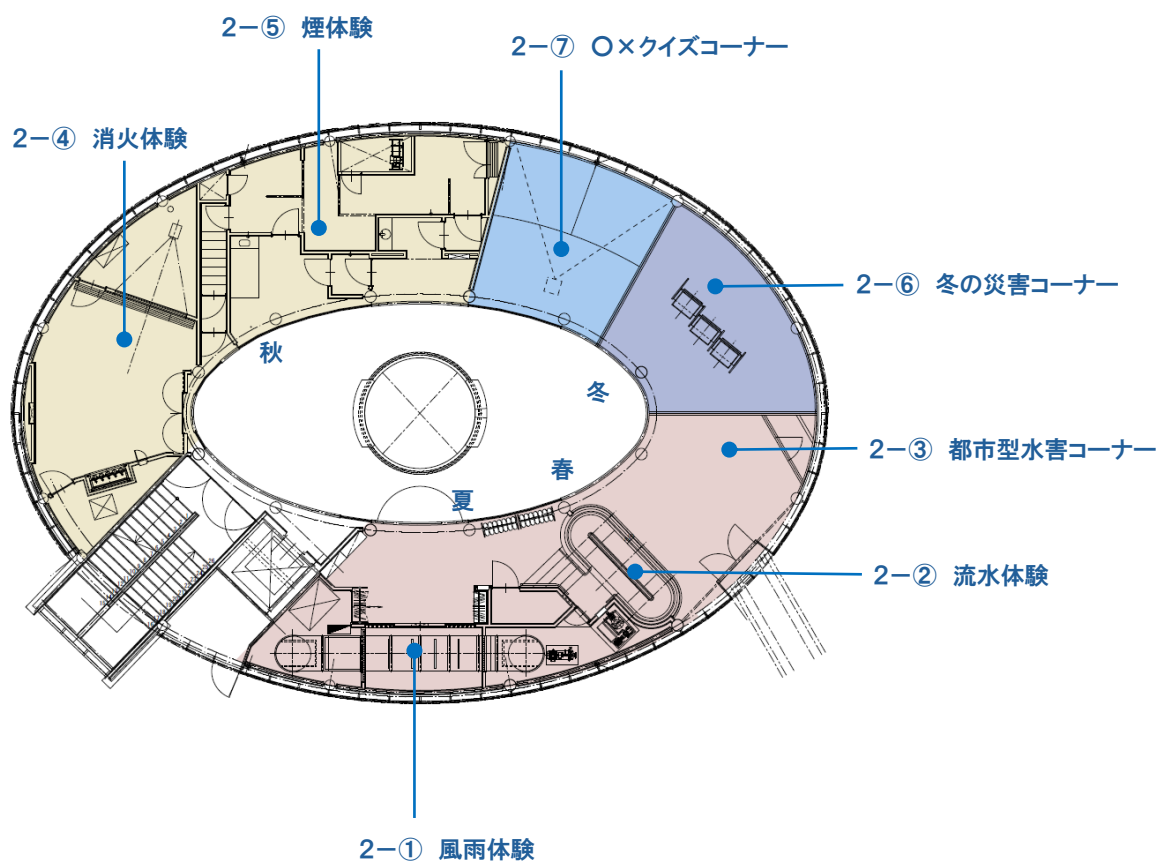 2－⑤ 煙体験
2－⑦ 〇×クイズコーナー
2－④ 消火体験
2－⑥ 冬の災害コーナー
秋
冬
2－③ 都市型水害コーナー
春
夏
2－② 流水体験
2－① 風雨体験